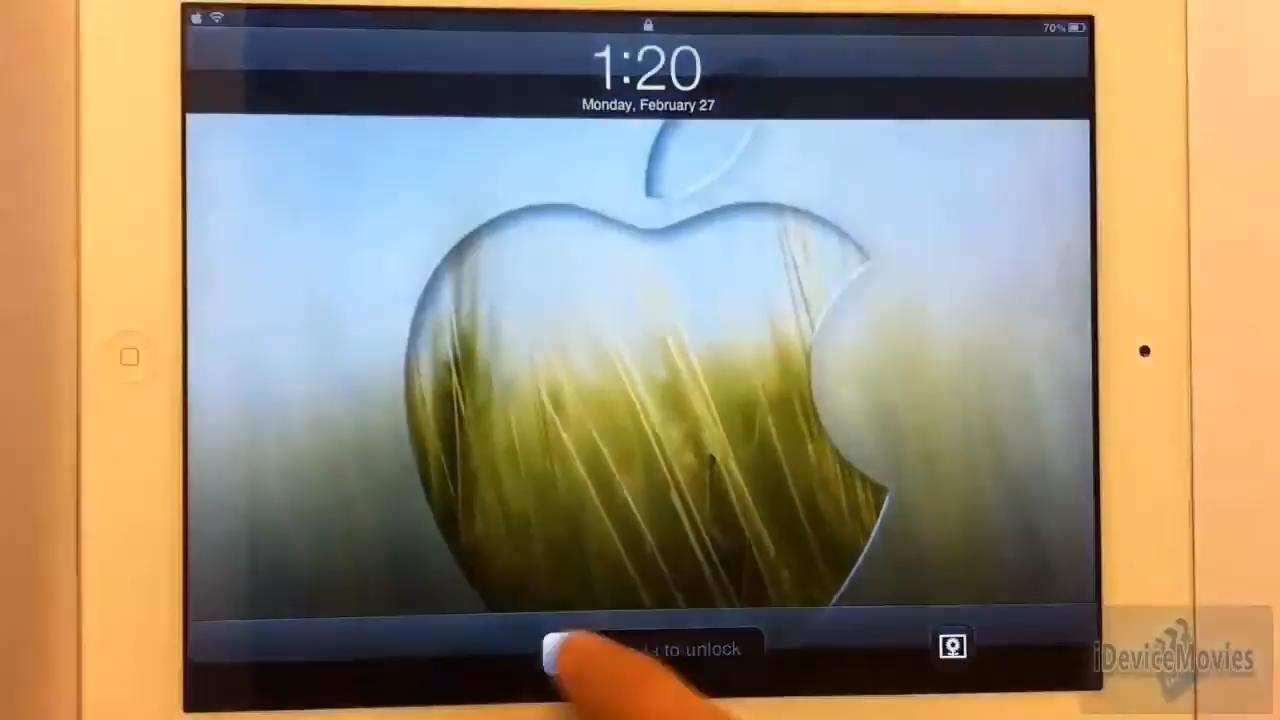 70%
1:20
Monday, February 27
to unlock
iDeviceMovies